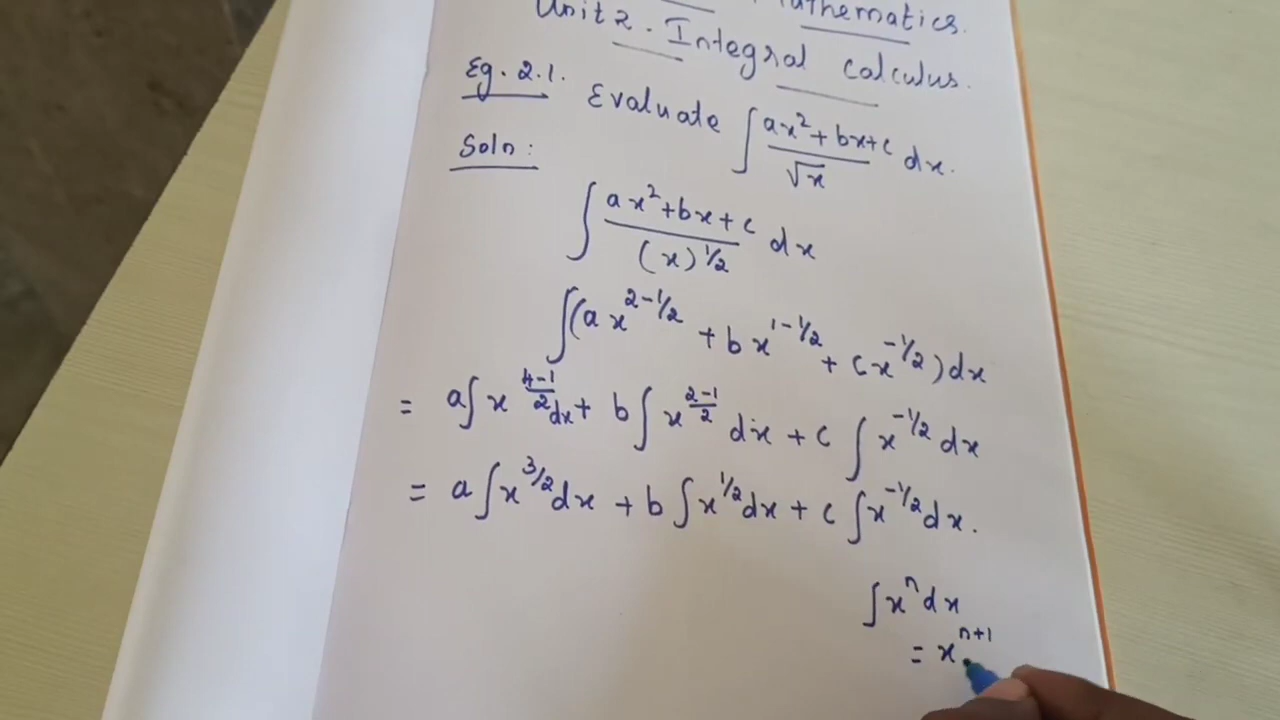 Mathematics.
Unit 2. Integral Calculus.
Eg. 2.1. Evaluate ∫ (ax² + bx + c)/√x dx.
Soln:
∫ (ax² + bx + c)/(x)^½ dx
∫(a x^(2-1/2) + b x^(1-1/2) + c x^(-1/2)) dx
= a∫ x^((4-1)/2) dx + b∫ x^((2-1)/2) dx + c ∫ x^(-1/2) dx
= a∫x^(3/2) dx + b∫x^(1/2) dx + c∫x^(-1/2) dx.
∫x^n dx
= x^(n+1)